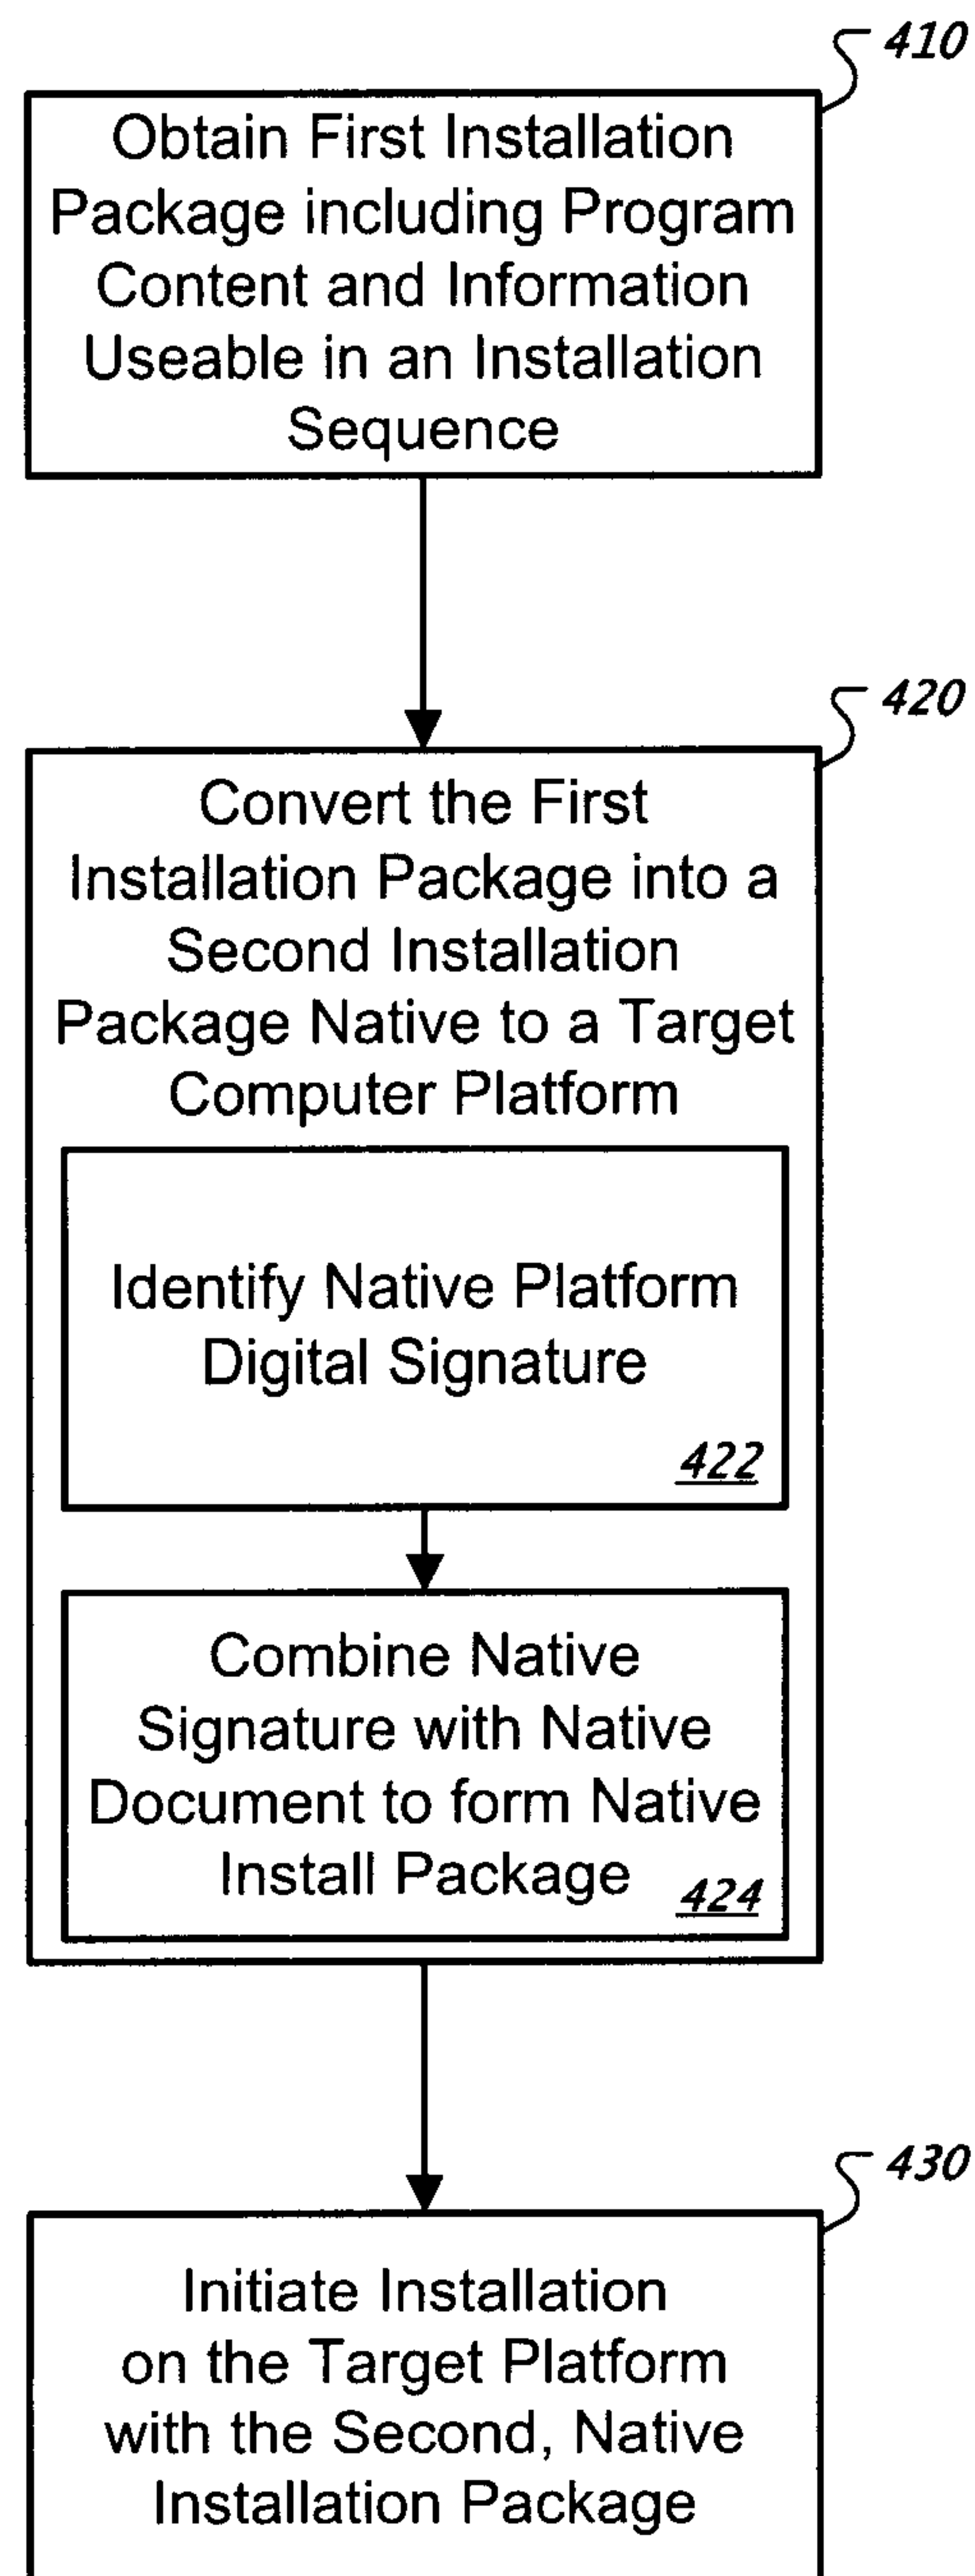 410
Obtain First Installation
Package including Program
Content and Information
Useable in an Installation
Sequence
420
Convert the First
Installation Package into a
Second Installation
Package Native to a Target
Computer Platform
Identify Native Platform
Digital Signature
422
Combine Native
Signature with Native
Document to form Native
Install Package
424
430
Initiate Installation
on the Target Platform
with the Second, Native
Installation Package